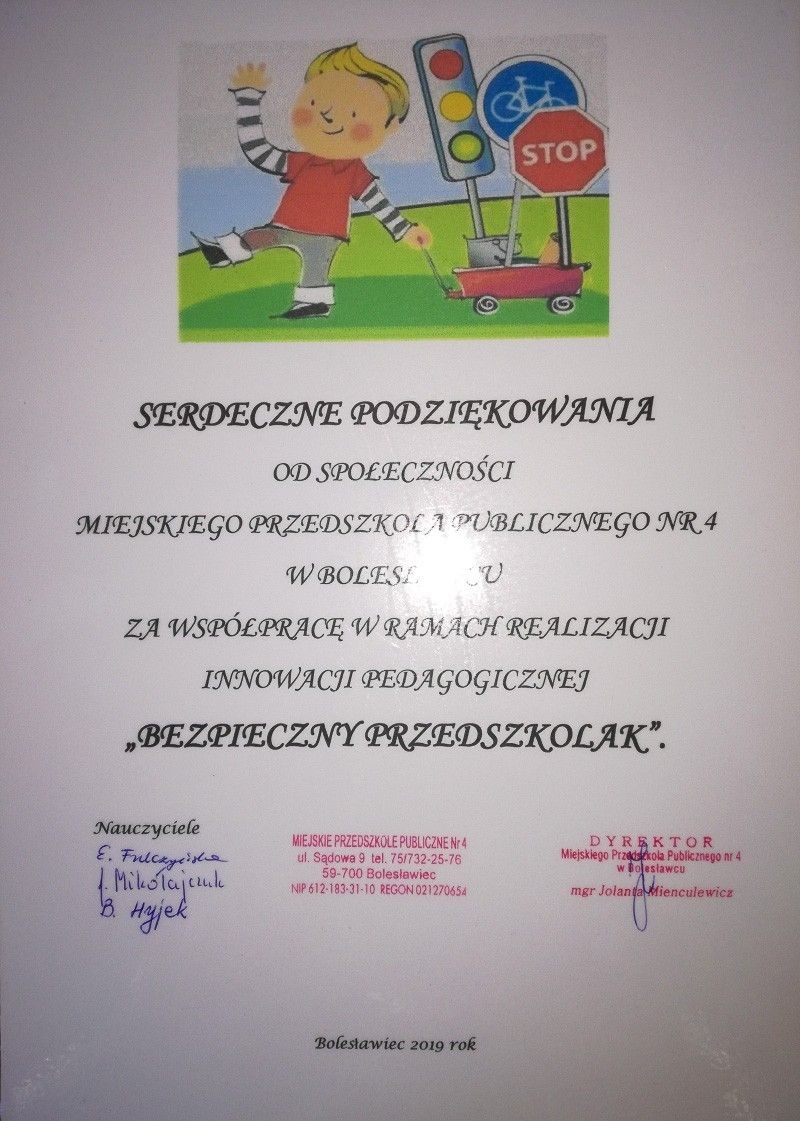 STOP
SERDECZNE PODZIĘKOWANIA
OD SPOŁECZNOŚCI
MIEJSKIEGO PRZEDSZKOLA PUBLICZNEGO NR 4
W BOLESŁAWCU
ZA WSPÓŁPRACĘ W RAMACH REALIZACJI
INNOWACJI PEDAGOGICZNEJ
„BEZPIECZNY PRZEDSZKOLAK”.
Nauczyciele
E.
J. Mikołajczuk
B. Hyjek
MIEJSKIE PRZEDSZKOLE PUBLICZNE Nr 4
ul. Sądowa 9 tel. 75/732-25-76
59-700 Bolesławiec
NIP 612-183-31-10 REGON 021270654
DYREKTOR
Miejskiego Przedszkola Publicznego nr 4
w Bolesławcu
mgr Jolanta Mienculewicz
Bolesławiec 2019 rok